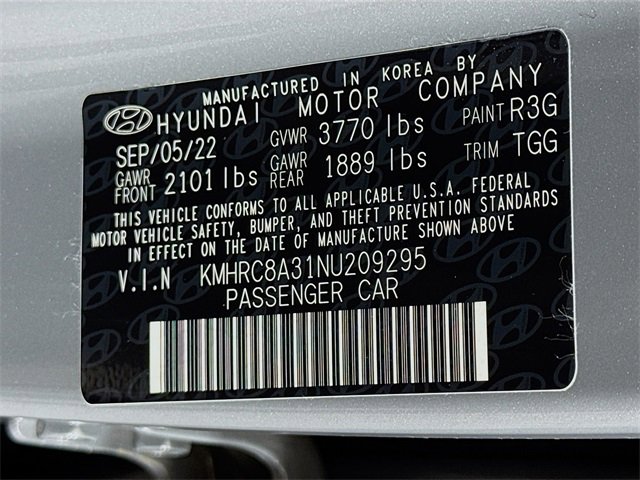 MANUFACTURED IN KOREA BY
HYUNDAI MOTOR COMPANY
SEP/05/22 GVWR 3770 lbs PAINT R3G
GAWR FRONT 2101 lbs GAWR REAR 1889 lbs TRIM TGG
THIS VEHICLE CONFORMS TO ALL APPLICABLE U.S.A. FEDERAL
MOTOR VEHICLE SAFETY, BUMPER, AND THEFT PREVENTION STANDARDS
IN EFFECT ON THE DATE OF MANUFACTURE SHOWN ABOVE
V.I.N KMHRC8A31NU209295
PASSENGER CAR